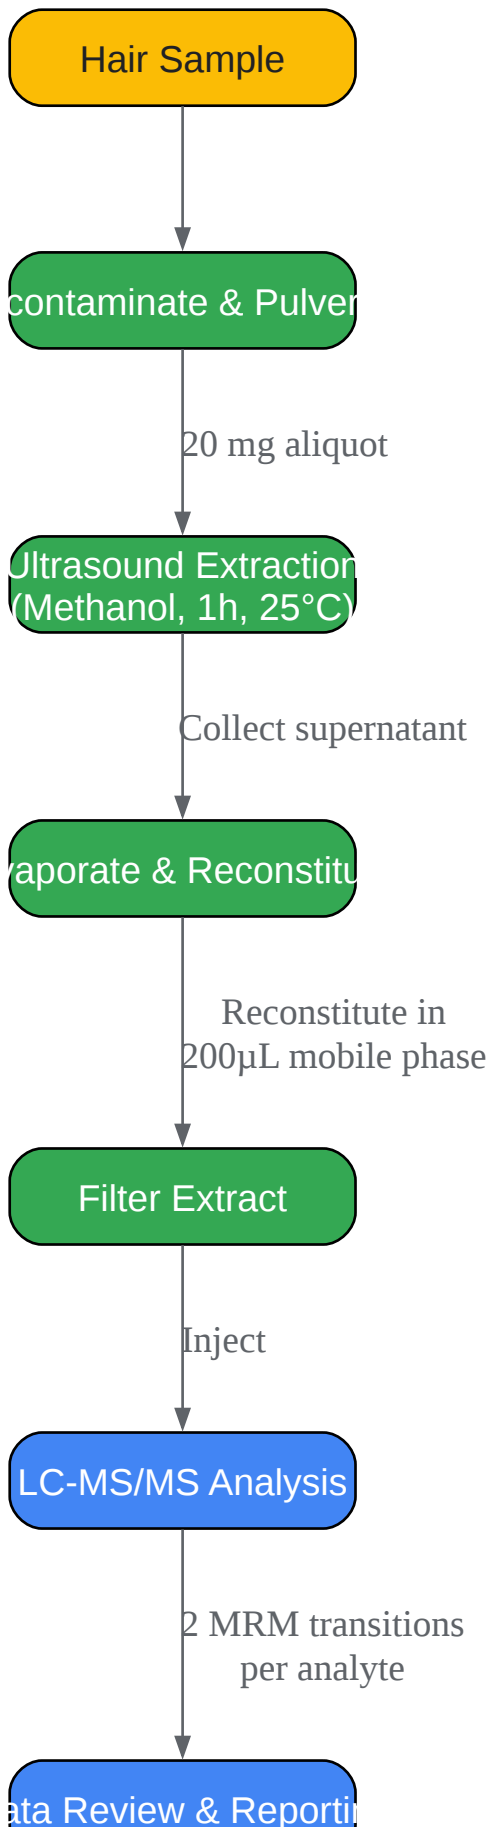 Hair Sample
contaminate & Pulver
20 mg aliquot
Ultrasound Extraction
(Methanol, 1h, 25°C)
Collect supernatant
vaporate & Reconstitu
Reconstitute in
200µL mobile phase
Filter Extract
Inject
LC-MS/MS Analysis
2 MRM transitions
per analyte
ata Review & Reportin